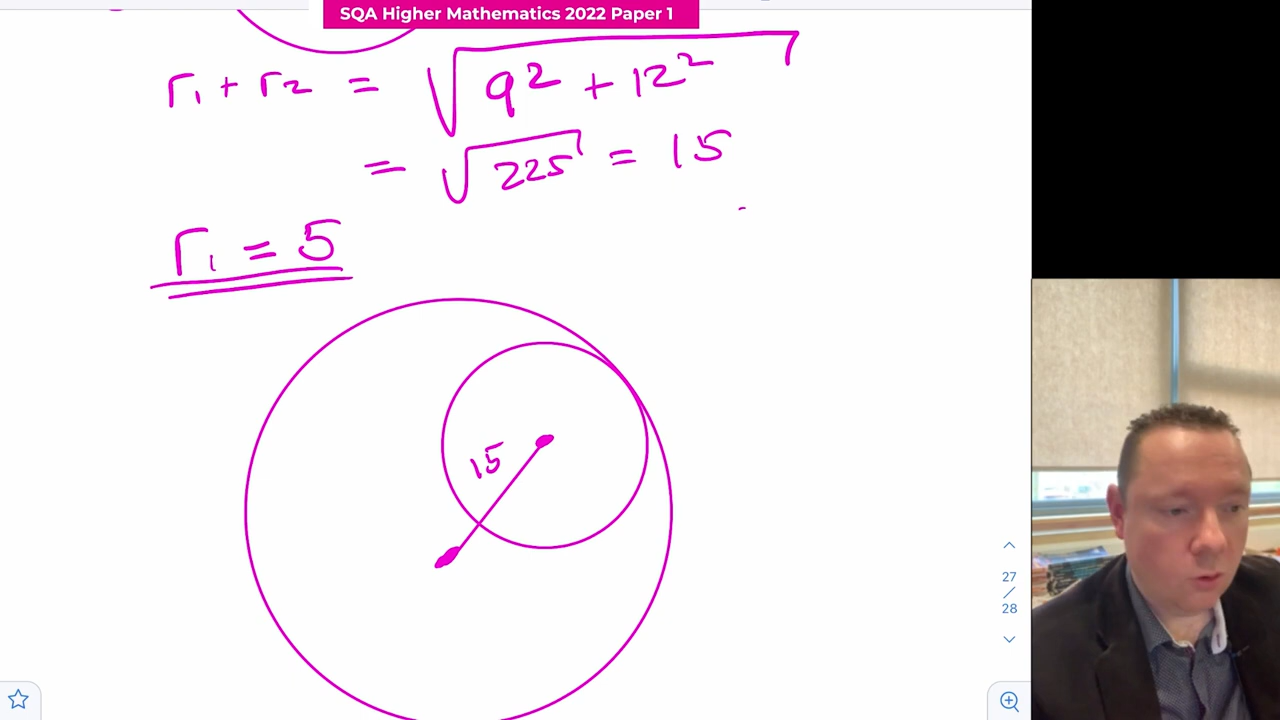 SQA Higher Mathematics 2022 Paper 1
r₁ + r₂ = √9² + 12²
= √225 = 15
r₁ = 5
15
27
/
28